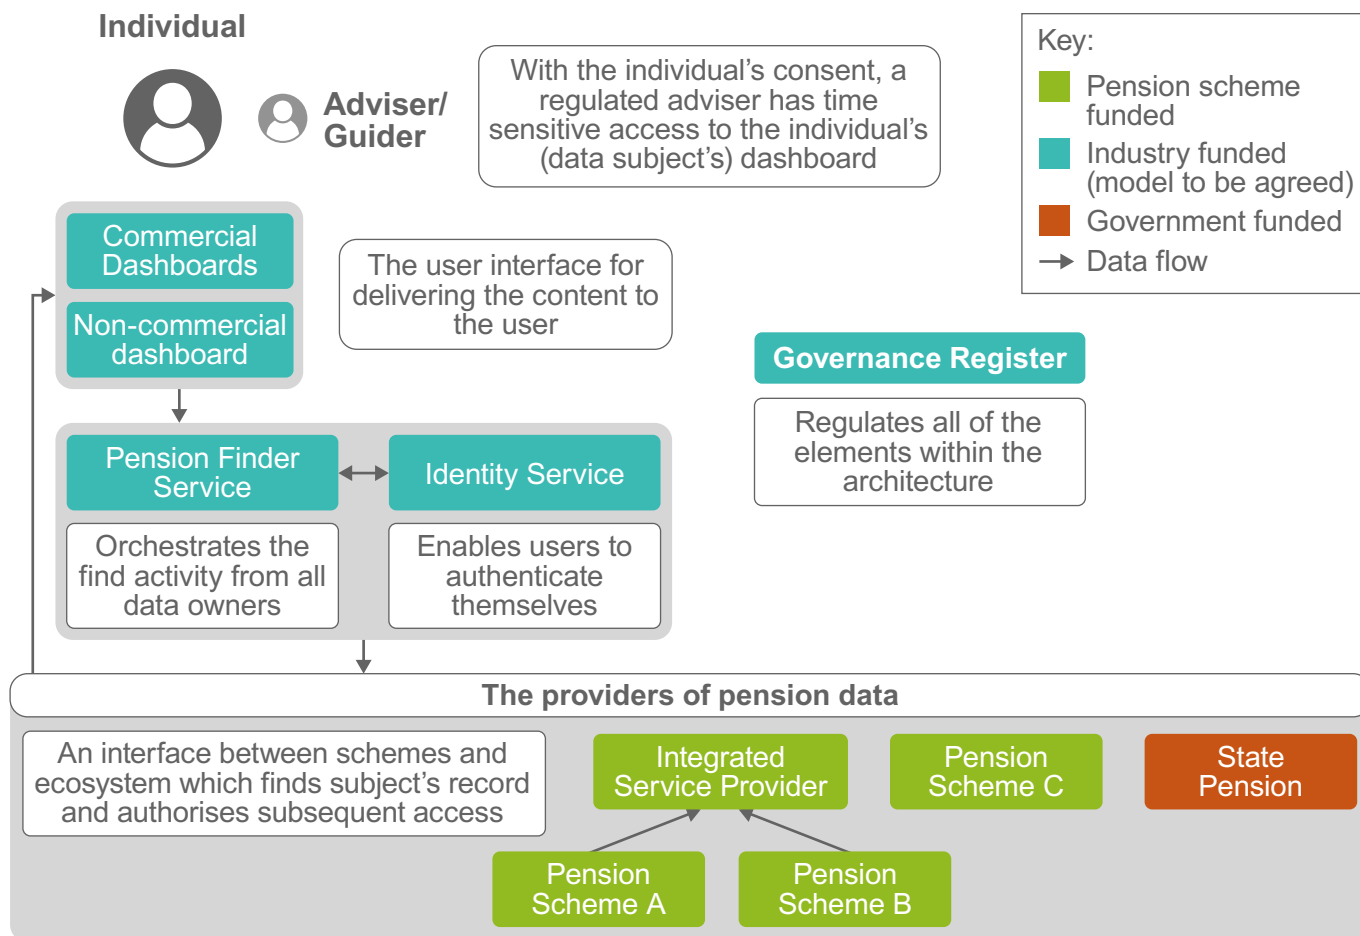 Individual
Adviser/
Guider
With the individual’s consent, a
regulated adviser has time
sensitive access to the individual’s
(data subject’s) dashboard
Key:
Pension scheme
funded
Industry funded
(model to be agreed)
Government funded
Data flow
Commercial
Dashboards
Non-commercial
dashboard
The user interface for
delivering the content to
the user
Governance Register
Regulates all of the
elements within the
architecture
Pension Finder
Service
Identity Service
Orchestrates the
find activity from all
data owners
Enables users to
authenticate
themselves
The providers of pension data
An interface between schemes and
ecosystem which finds subject’s record
and authorises subsequent access
Integrated
Service Provider
Pension
Scheme C
State
Pension
Pension
Scheme A
Pension
Scheme B